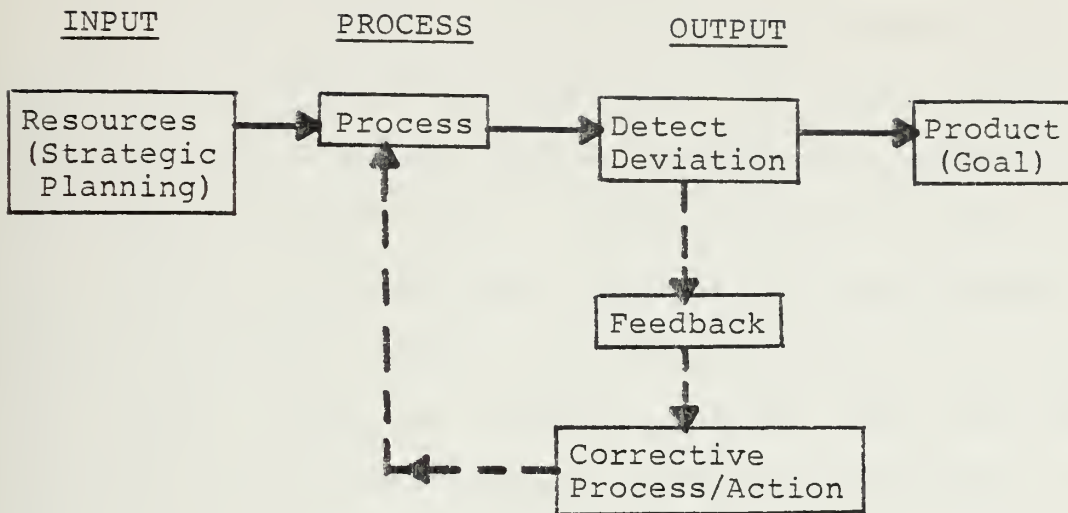 INPUT
PROCESS
OUTPUT
Resources
(Strategic
Planning)
Process
Detect
Deviation
Product
(Goal)
Feedback
Corrective
Process/Action